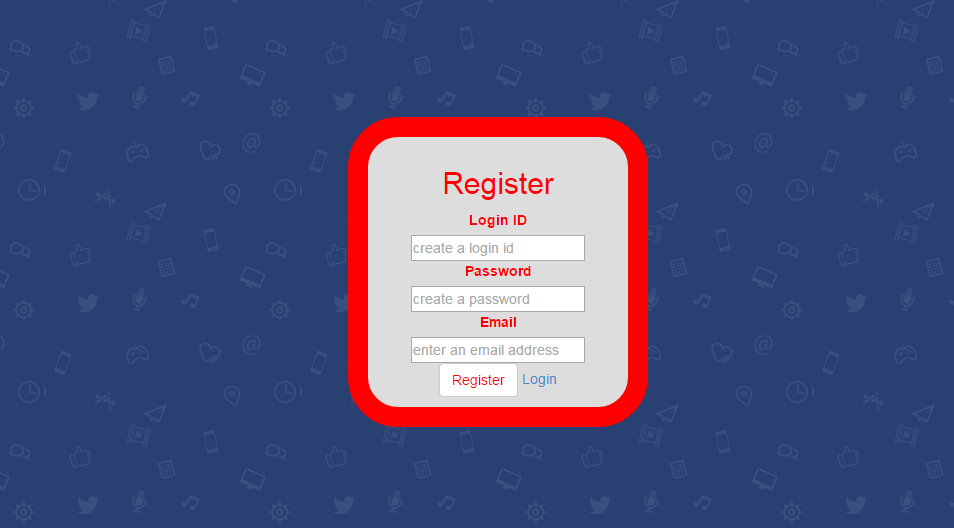 Register
Login ID
create a login id
Password
create a password
Email
enter an email address
Register Login